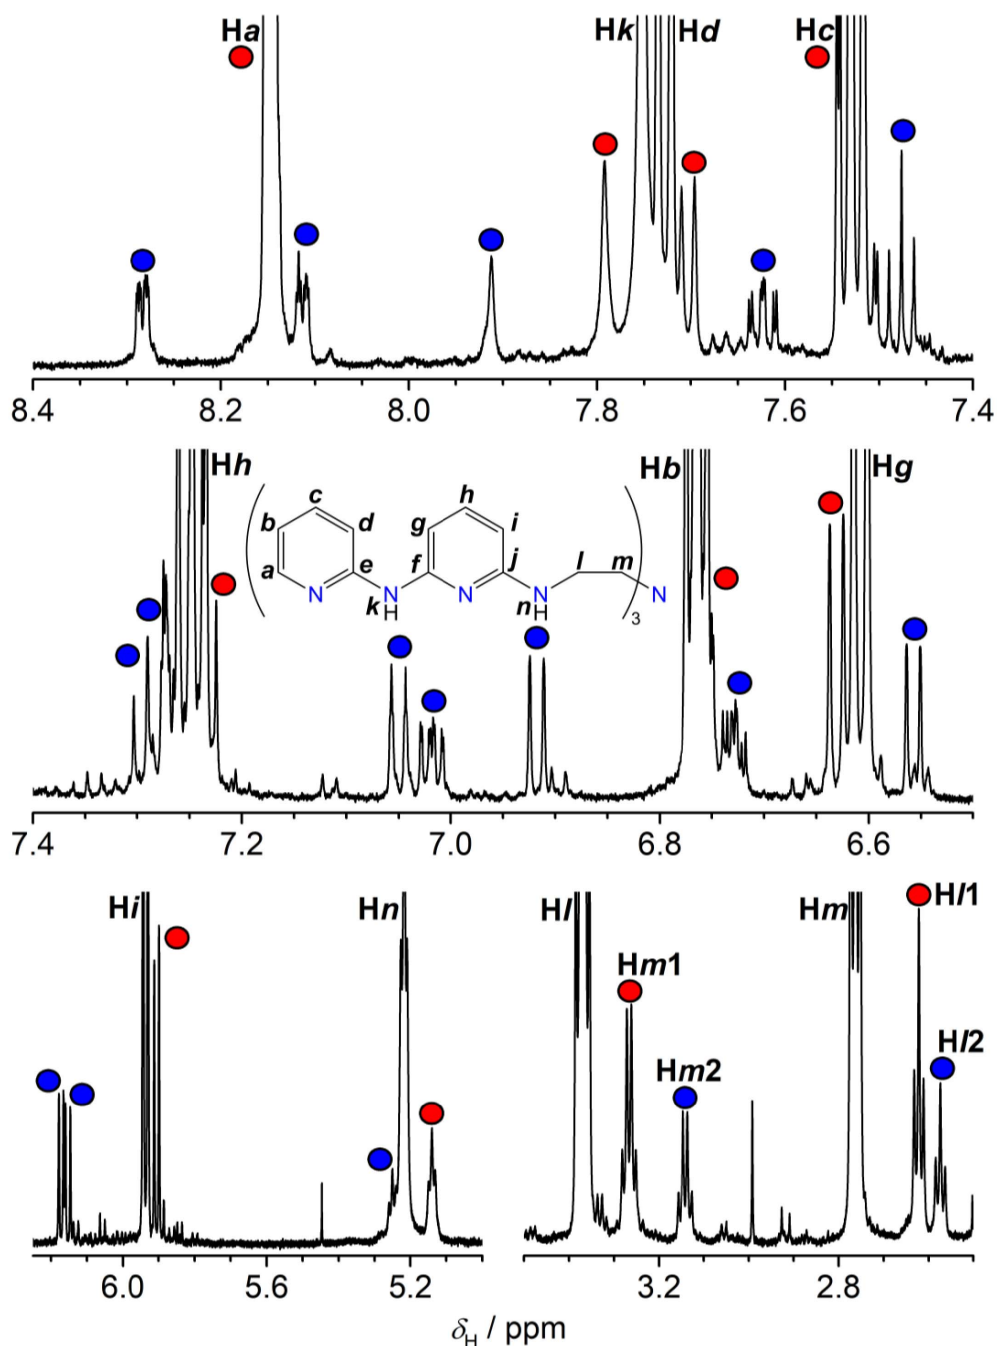 Ha Hk Hd Hc
8.4 8.2 8.0 7.8 7.6 7.4
Hh Hb Hg
c h
b d g i
a e f j l m
N N N N N
k H n H 3
7.4 7.2 7.0 6.8 6.6
Hi Hn Hl Hm Hl1
Hm1
Hm2 Hl2
6.0 5.6 5.2 3.2 2.8
δH / ppm